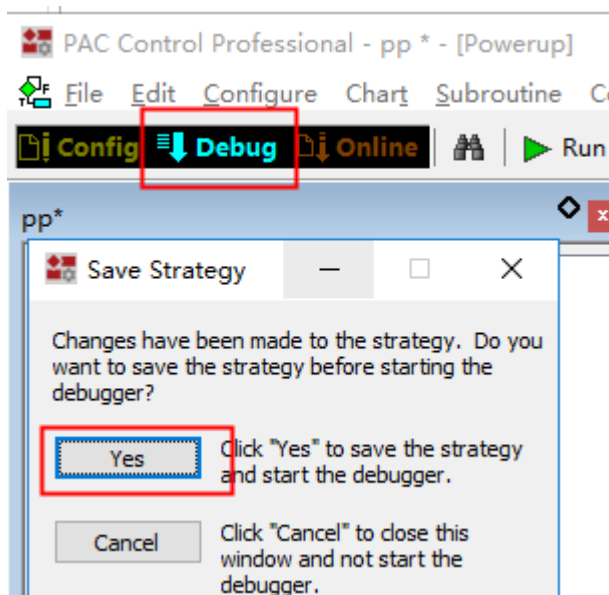 PAC Control Professional - pp * - [Powerup]
File Edit Configure Chart Subroutine
Config Debug Online Run
pp*
Save Strategy
Changes have been made to the strategy. Do you
want to save the strategy before starting the
debugger?
Yes
Click "Yes" to save the strategy
and start the debugger.
Cancel
Click "Cancel" to close this
window and not start the
debugger.